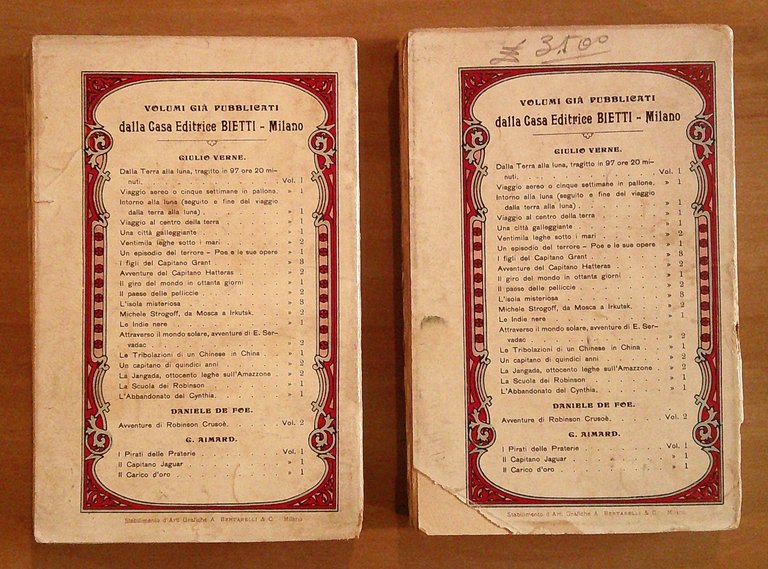 VOLUMI GIÀ PUBBLICATI
dalla Casa Editrice BIETTI - Milano
GIULIO VERNE.
Dalla Terra alla luna, tragitto in 97 ore 20 mi-
nuti. . . . . . Vol. 1
Viaggio aereo o cinque settimane in pallone. » 1
Intorno alla luna (seguito e fine del viaggio
dalla terra alla luna) . . . . . » 1
Viaggio al centro della terra . . . . » 1
Una città galleggiante . . . . . » 1
Ventimila leghe sotto i mari . . . . » 2
Un episodio del terrore - Poe e le sue opere » 1
I figli del Capitano Grant . . . . » 3
Avventure del Capitano Hatteras . . . » 2
Il giro del mondo in ottanta giorni . . » 1
Il paese delle pelliccie . . . . . » 2
L'isola misteriosa . . . . . » 3
Michele Strogoff, da Mosca a Irkutsk. . » 2
Le Indie nere . . . . . » 1
Attraverso il mondo solare, avventure di E. Ser-
vadac . . . . . » 2
Le Tribolazioni di un Chinese in China . . » 1
Un capitano di quindici anni . . . » 2
La Jangada, ottocento leghe sull'Amazzone . » 2
La Scuola dei Robinson . . . . » 1
L'Abbandonato del Cynthia. . . . » 1
DANIELE DE FOE.
Avventure di Robinson Crusoè. . . . Vol. 2
G. AIMARD.
I Pirati delle Praterie . . . . Vol. 1
Il Capitano Jaguar . . . . » 1
Il Carico d'oro . . . . . » 1
Stabilimento d'Arti Grafiche A. BERTARELLI & C. - Milano
3500
VOLUMI GIÀ PUBBLICATI
dalla Casa Editrice BIETTI - Milano
GIULIO VERNE.
Dalla Terra alla luna, tragitto in 97 ore 20 mi-
nuti. . . . . . Vol. 1
Viaggio aereo o cinque settimane in pallone. » 1
Intorno alla luna (seguito e fine del viaggio
dalla terra alla luna) . . . . . » 1
Viaggio al centro della terra . . . . » 1
Una città galleggiante . . . . . » 1
Ventimila leghe sotto i mari . . . . » 2
Un episodio del terrore - Poe e le sue opere » 1
I figli del Capitano Grant . . . . » 3
Avventure del Capitano Hatteras . . . » 2
Il giro del mondo in ottanta giorni . . » 1
Il paese delle pelliccie . . . . . » 2
L'isola misteriosa . . . . . » 3
Michele Strogoff, da Mosca a Irkutsk. . » 2
Le Indie nere . . . . . » 1
Attraverso il mondo solare, avventure di E. Ser-
vadac . . . . . » 2
Le Tribolazioni di un Chinese in China . . » 1
Un capitano di quindici anni . . . » 2
La Jangada, ottocento leghe sull'Amazzone . » 2
La Scuola dei Robinson . . . . » 1
L'Abbandonato del Cynthia. . . . » 1
DANIELE DE FOE.
Avventure di Robinson Crusoè. . . . Vol. 2
G. AIMARD.
I Pirati delle Praterie . . . . Vol. 1
Il Capitano Jaguar . . . . » 1
Il Carico d'oro . . . . . » 1
Stabilimento d'Arti Grafiche A. BERTARELLI & C. - Milano